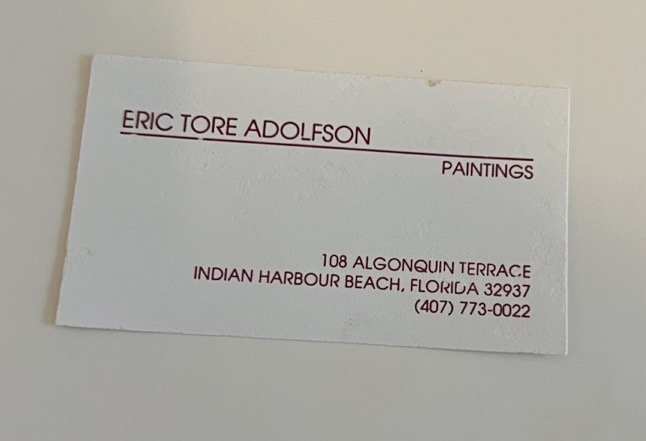 ERIC TORE ADOLFSON
PAINTINGS
108 ALGONQUIN TERRACE
INDIAN HARBOUR BEACH, FLORIDA 32937
(407) 773-0022